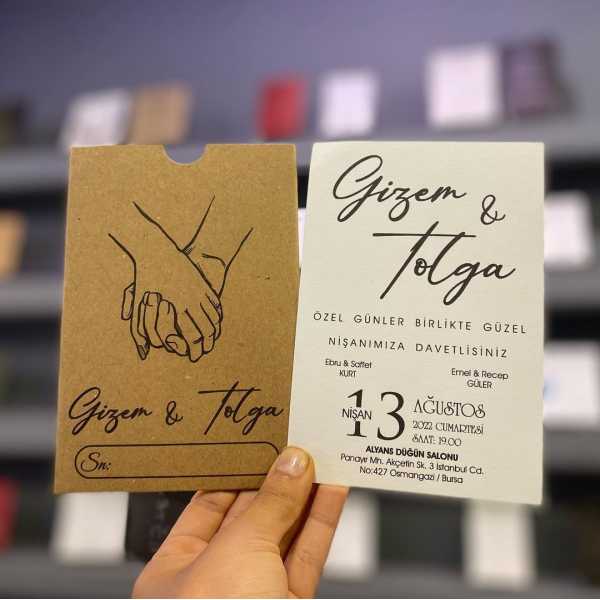 Gizem & Tolga
Sn:
Gizem &
Tolga
ÖZEL GÜNLER BİRLİKTE GÜZEL
NİŞANIMIZA DAVETLİSİNİZ
Ebru & Saffet
KURT
Emel & Recep
GÜLER
NİŞAN
13
AĞUSTOS
2022 CUMARTESİ
SAAT: 19.00
ALYANS DÜĞÜN SALONU
Panayır Mh. Akçetin Sk. 3 İstanbul Cd.
No:427 Osmangazi / Bursa